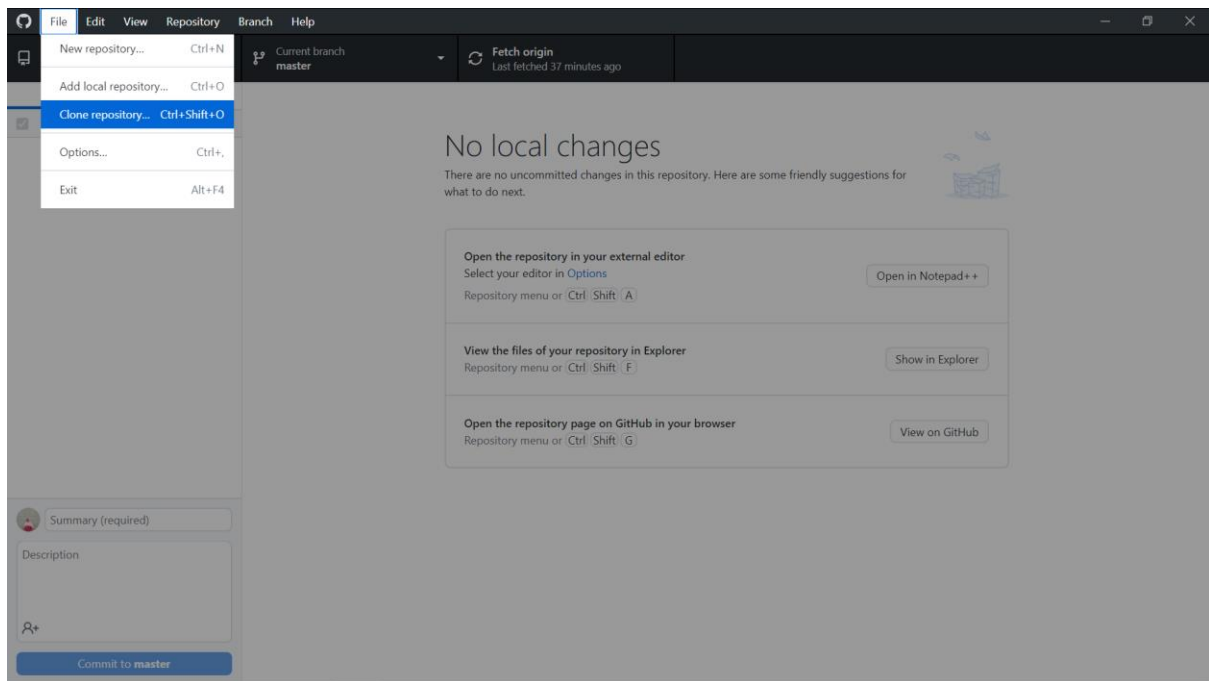 File Edit View Repository Branch Help
New repository... Ctrl+N
Add local repository... Ctrl+O
Clone repository... Ctrl+Shift+O
Options... Ctrl+,
Exit Alt+F4
Current branch
master
Fetch origin
Last fetched 37 minutes ago
No local changes
There are no uncommitted changes in this repository. Here are some friendly suggestions for
what to do next.
Open the repository in your external editor
Select your editor in Options
Repository menu or Ctrl Shift A
Open in Notepad++
View the files of your repository in Explorer
Repository menu or Ctrl Shift F
Show in Explorer
Open the repository page on GitHub in your browser
Repository menu or Ctrl Shift G
View on GitHub
Summary (required)
Description
Commit to master